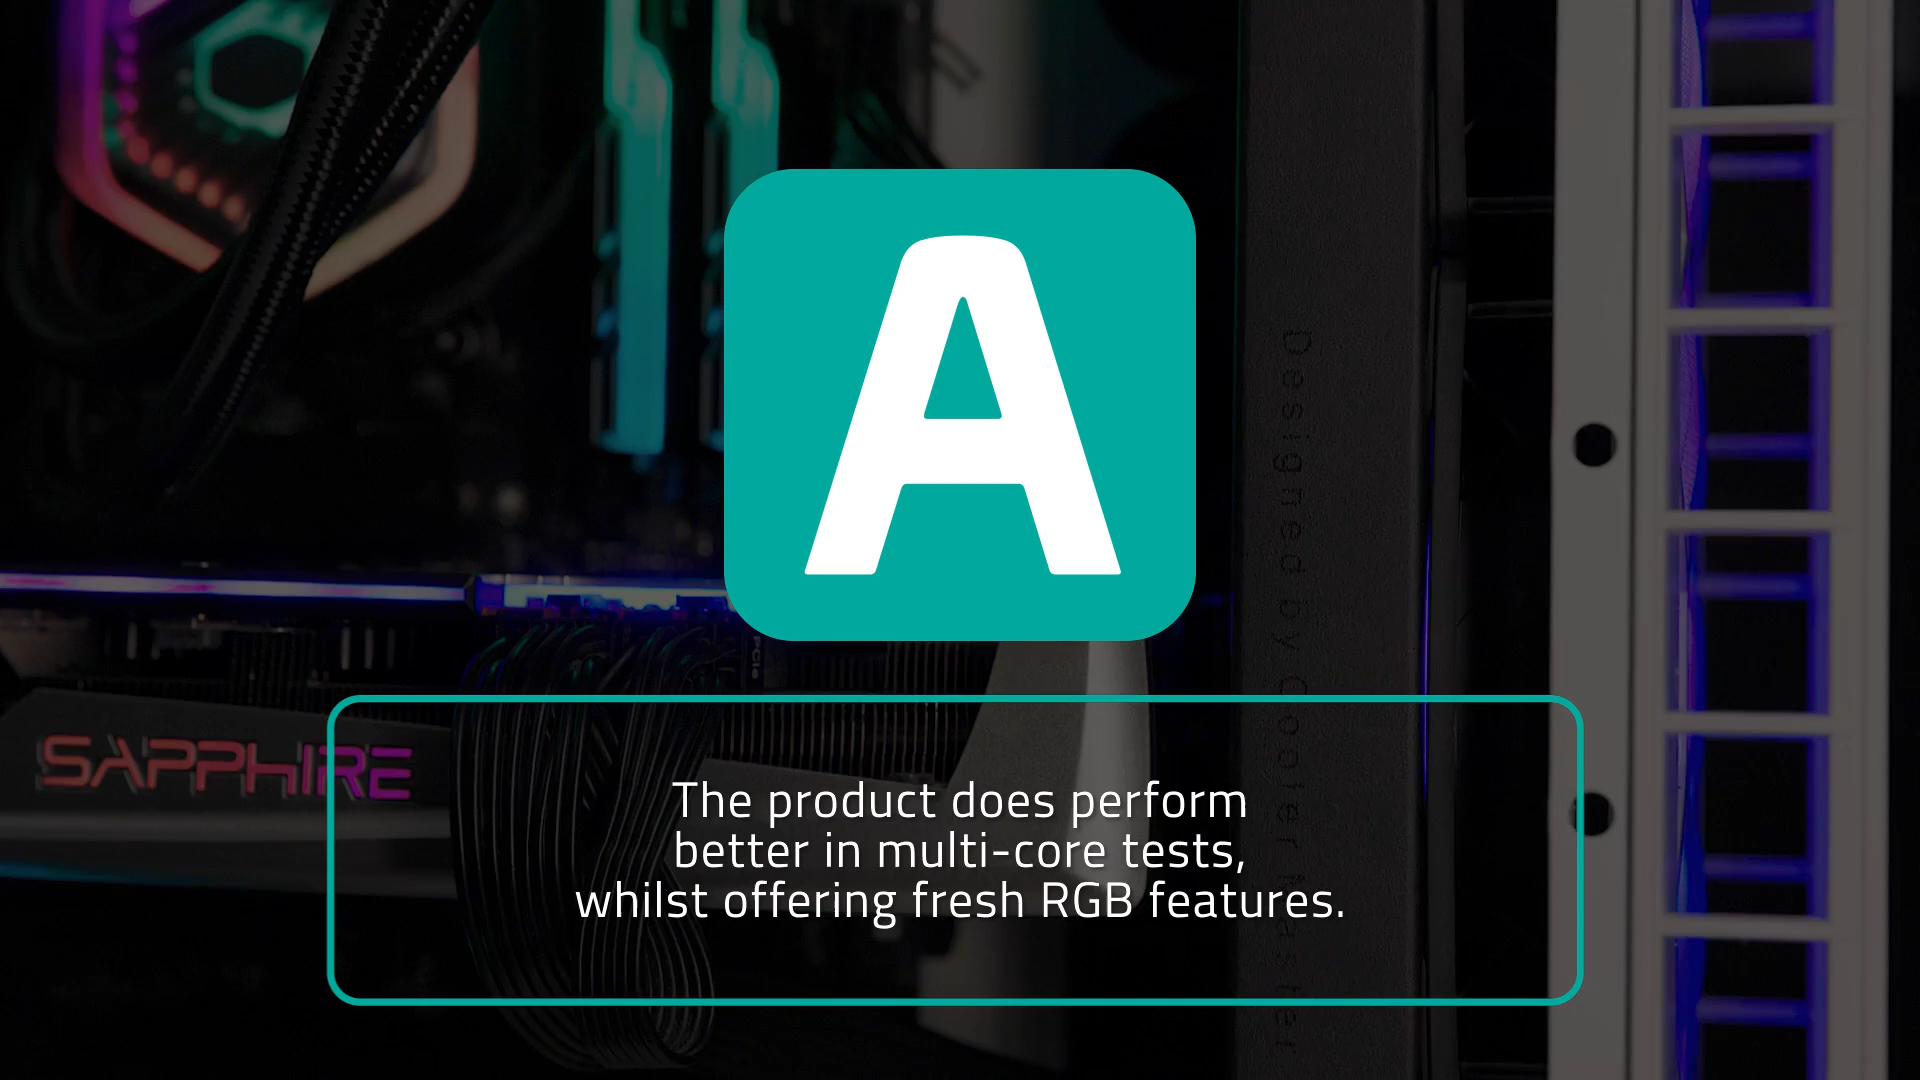 A
PCIe
SAPPHIRE
Designed by Cooler Master
The product does perform
better in multi-core tests,
whilst offering fresh RGB features.